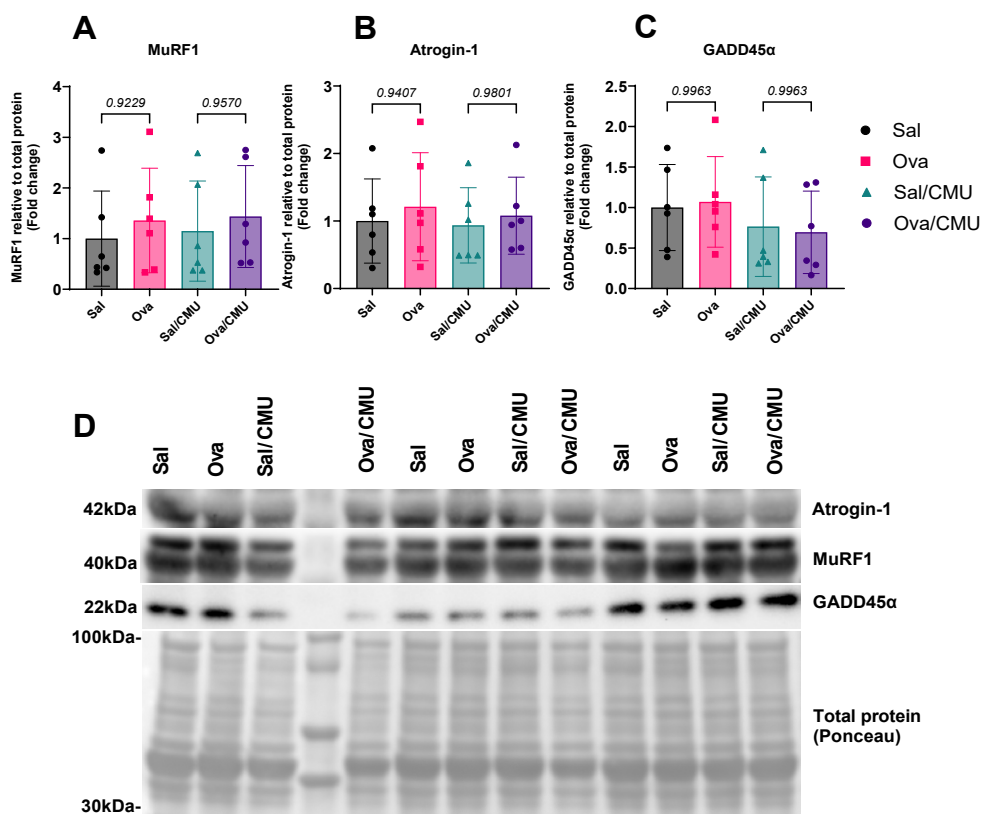 A
MuRF1
MuRF1 relative to total protein
(Fold change)
4
3
2
1
0
0.9229
0.9570
Sal
Ova
Sal/CMU
Ova/CMU
B
Atrogin-1
Atrogin-1 relative to total protein
(Fold change)
3
2
1
0
0.9407
0.9801
Sal
Ova
Sal/CMU
Ova/CMU
C
GADD45α
GADD45α relative to total protein
(Fold change)
2.5
2.0
1.5
1.0
0.5
0.0
0.9963
0.9963
Sal
Ova
Sal/CMU
Ova/CMU
Sal
Ova
Sal/CMU
Ova/CMU
D
Sal
Ova
Sal/CMU
Ova/CMU
Sal
Ova
Sal/CMU
Ova/CMU
Sal
Ova
Sal/CMU
Ova/CMU
42kDa
Atrogin-1
40kDa
MuRF1
22kDa
GADD45α
100kDa-
Total protein
(Ponceau)
30kDa-